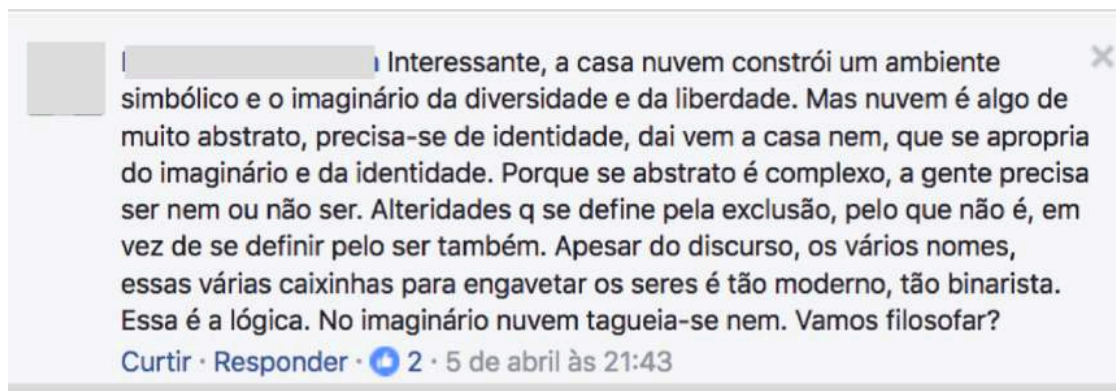 Interessante, a casa nuvem constrói um ambiente
simbólico e o imaginário da diversidade e da liberdade. Mas nuvem é algo de
muito abstrato, precisa-se de identidade, dai vem a casa nem, que se apropria
do imaginário e da identidade. Porque se abstrato é complexo, a gente precisa
ser nem ou não ser. Alteridades q se define pela exclusão, pelo que não é, em
vez de se definir pelo ser também. Apesar do discurso, os vários nomes,
essas várias caixinhas para engavetar os seres é tão moderno, tão binarista.
Essa é a lógica. No imaginário nuvem tagueia-se nem. Vamos filosofar?
Curtir · Responder · 2 · 5 de abril às 21:43